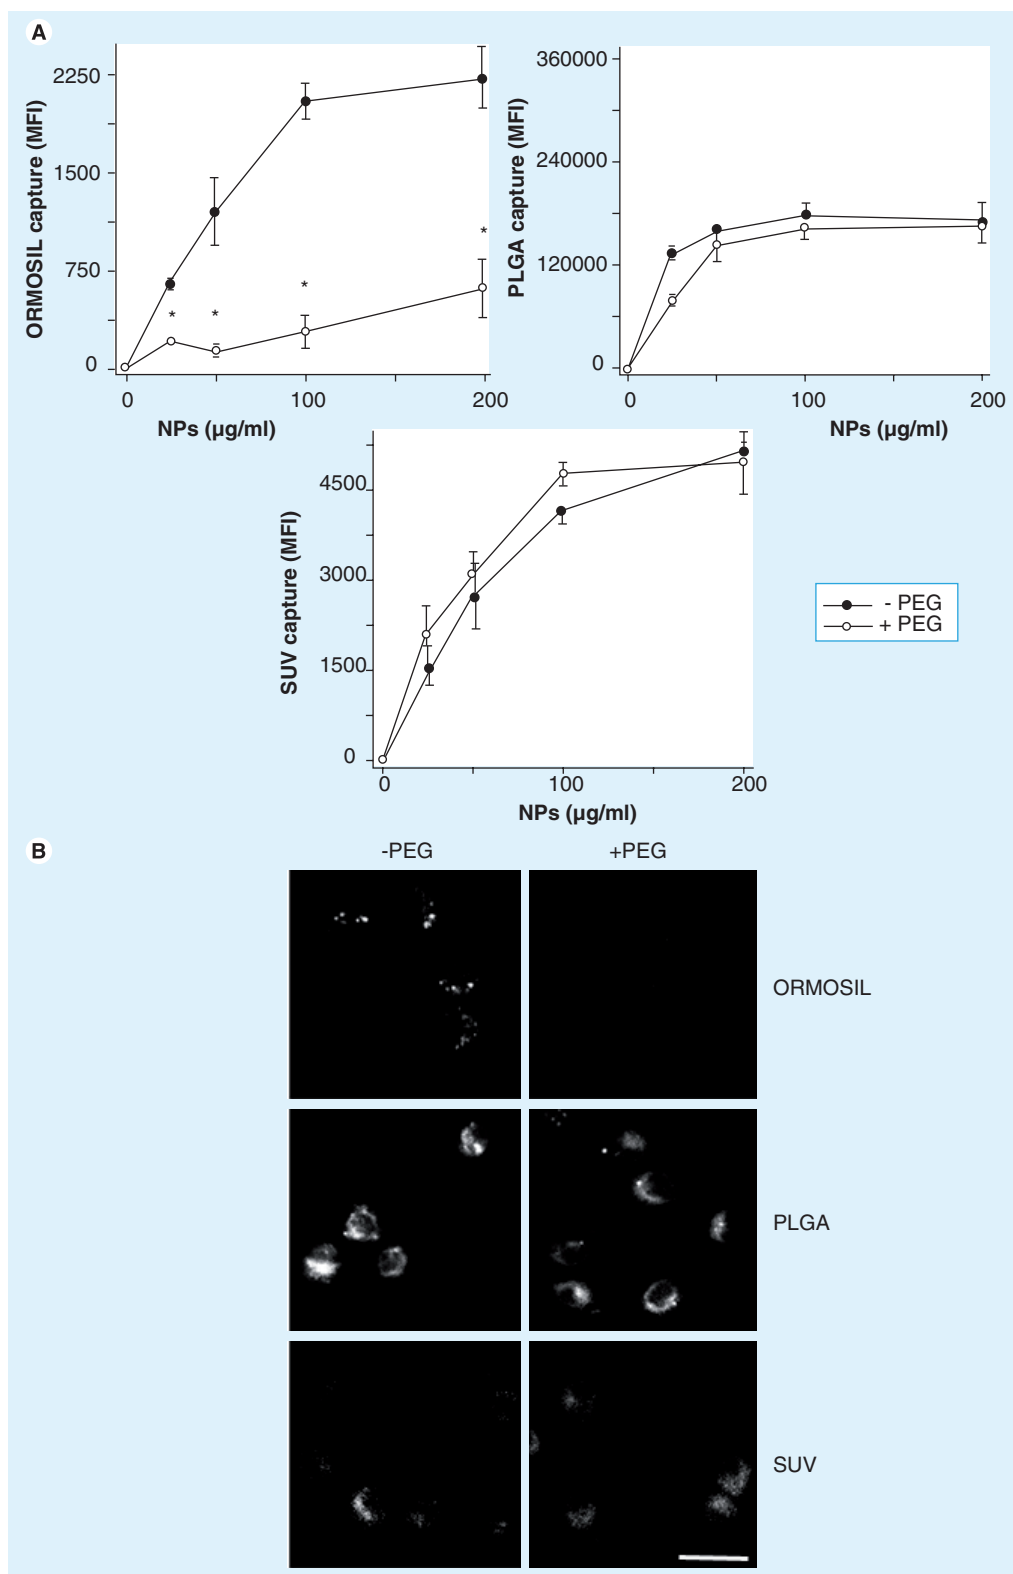 A
ORMOSIL capture (MFI)
2250
1500
750
0
*
*
*
*
0
100
200
NPs (µg/ml)
PLGA capture (MFI)
360000
240000
120000
0
0
100
200
NPs (µg/ml)
SUV capture (MFI)
4500
3000
1500
0
0
100
200
NPs (µg/ml)
- PEG
+ PEG
B
-PEG
+PEG
ORMOSIL
PLGA
SUV